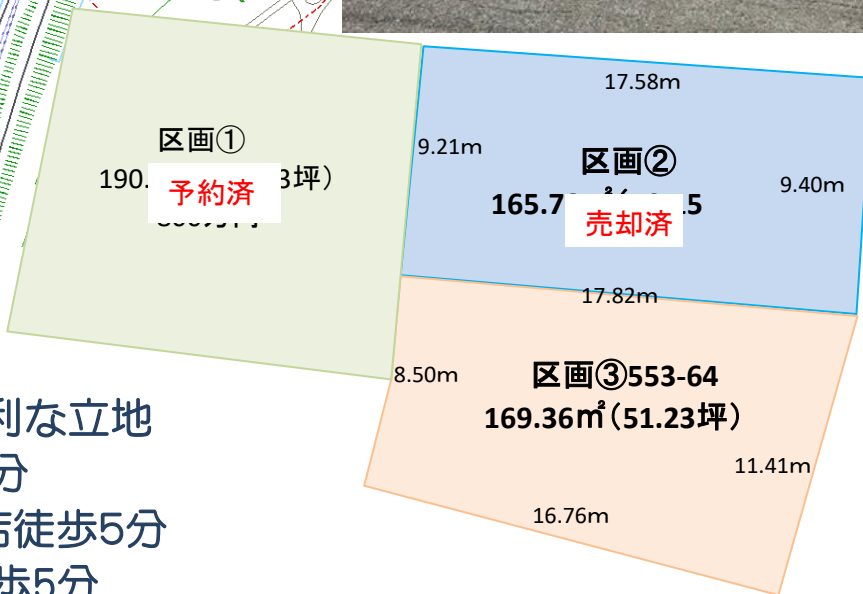 17.58m
区画①
9.21m
区画②
190.
3坪）
予約済
9.40m
165.7
5
売却済
17.82m
8.50m
区画③553-64
169.36㎡（51.23坪）
11.41m
16.76m
利な立地
分
店徒歩5分
歩5分